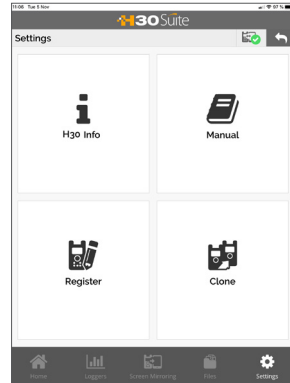 11:08 Tue 5 Nov
97%
H30 Suite
Settings
H30 Info
Manual
Register
Clone
Home
Loggers
Screen Mirroring
Files
Settings